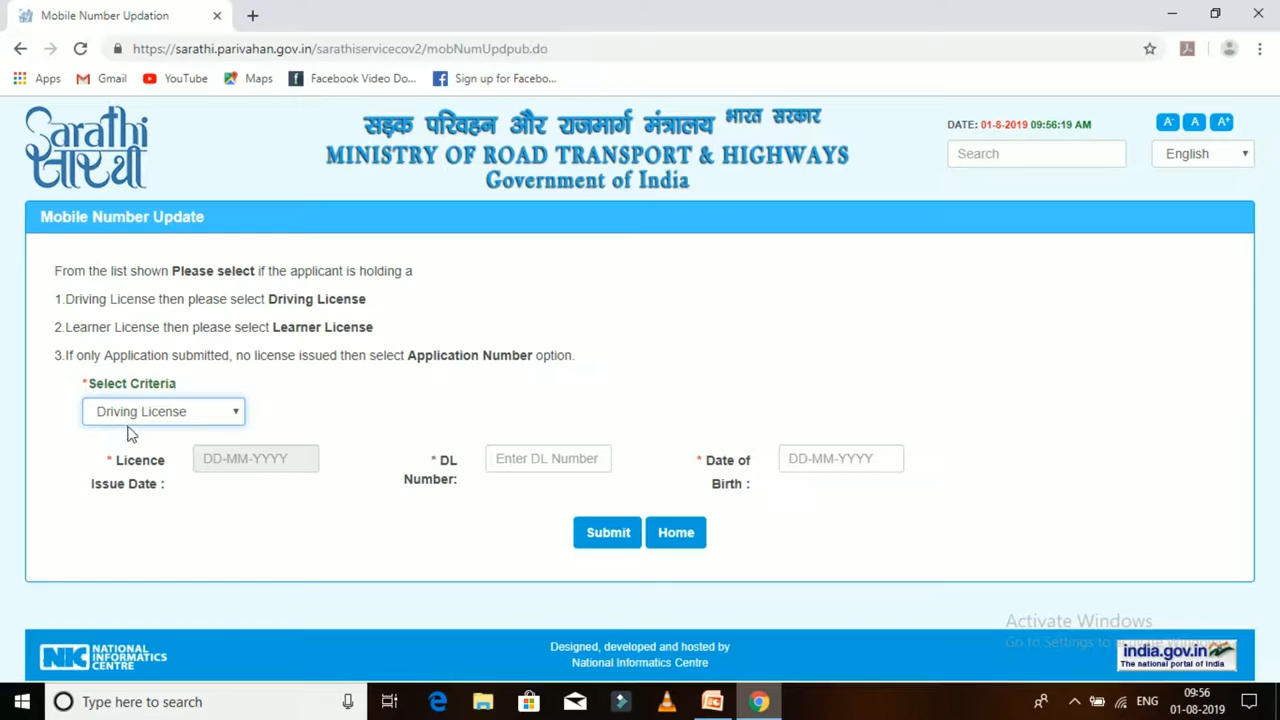 Mobile Number Updation
https://sarathi.parivahan.gov.in/sarathiservicecov2/mobNumUpdpub.do
Apps Gmail YouTube Maps Facebook Video Do... Sign up for Facebo...
Sarathi
सारथी
सड़क परिवहन और राजमार्ग मंत्रालय भारत सरकार
MINISTRY OF ROAD TRANSPORT & HIGHWAYS
Government of India
DATE: 01-8-2019 09:56:19 AM
A- A A+
Search
English
Mobile Number Update
From the list shown Please select if the applicant is holding a
1.Driving License then please select Driving License
2.Learner License then please select Learner License
3.If only Application submitted, no license issued then select Application Number option.
*Select Criteria
Driving License
* Licence Issue Date :
DD-MM-YYYY
* DL Number:
Enter DL Number
* Date of Birth :
DD-MM-YYYY
Submit Home
Activate Windows
Go to Settings to
NIC NATIONAL INFORMATICS CENTRE
Designed, developed and hosted by
National Informatics Centre
india.gov.in
The national portal of India
Type here to search
ENG
09:56
01-08-2019